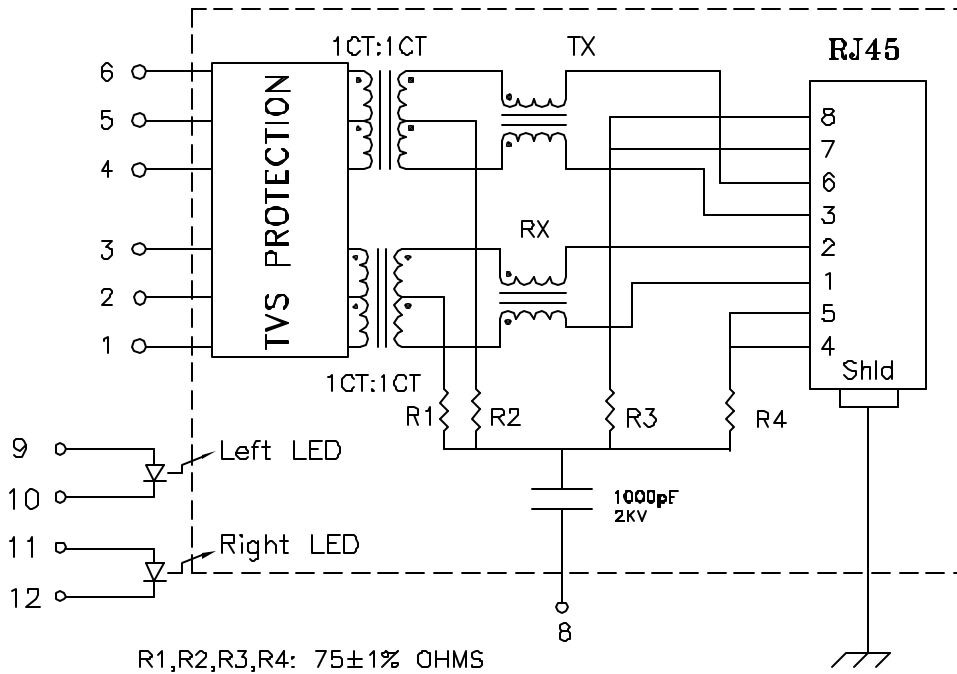 1CT:1CT
TX
RJ45
6
5
4
3
2
1
TVS PROTECTION
RX
8
7
6
3
2
1
5
4
Shld
1CT:1CT
R1
R2
R3
R4
9
10
Left LED
11
12
Right LED
1000pF
2KV
8
R1,R2,R3,R4: 75±1% OHMS